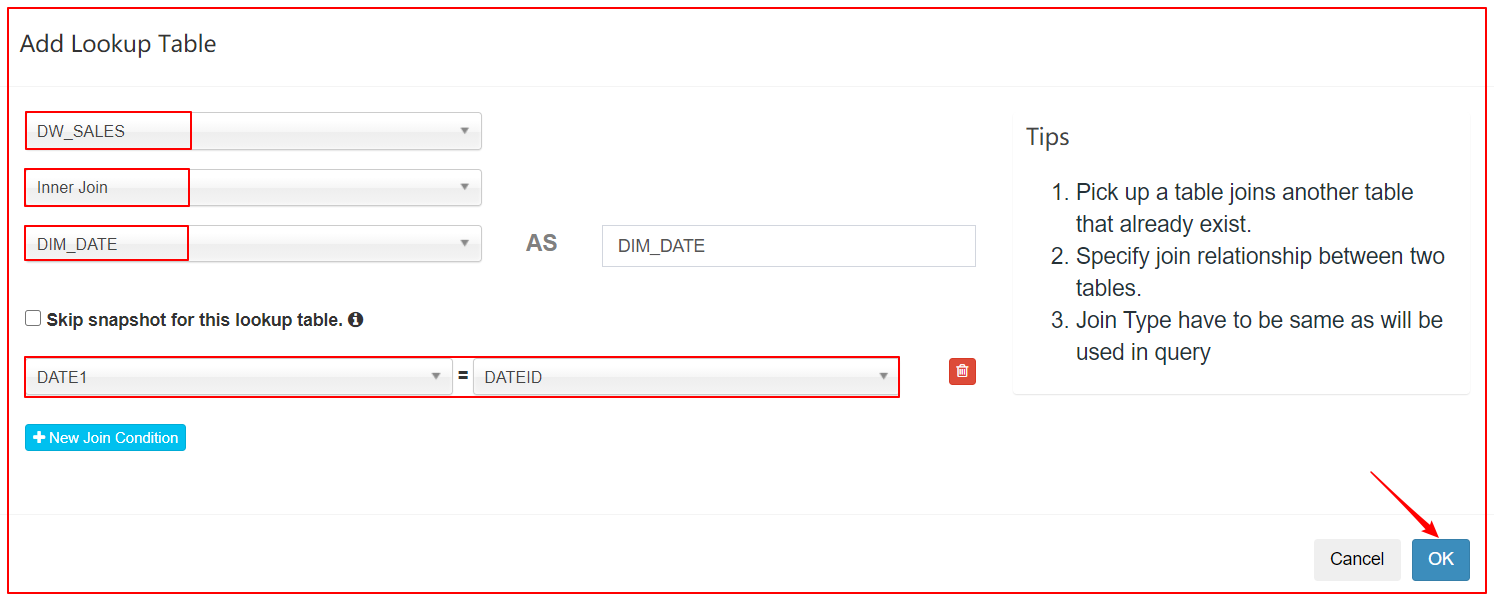 Add Lookup Table
DW_SALES
Inner Join
DIM_DATE
AS
DIM_DATE
Skip snapshot for this lookup table.
DATE1
=
DATEID
New Join Condition
Tips
1. Pick up a table joins another table
that already exist.
2. Specify join relationship between two
tables.
3. Join Type have to be same as will be
used in query
Cancel
OK